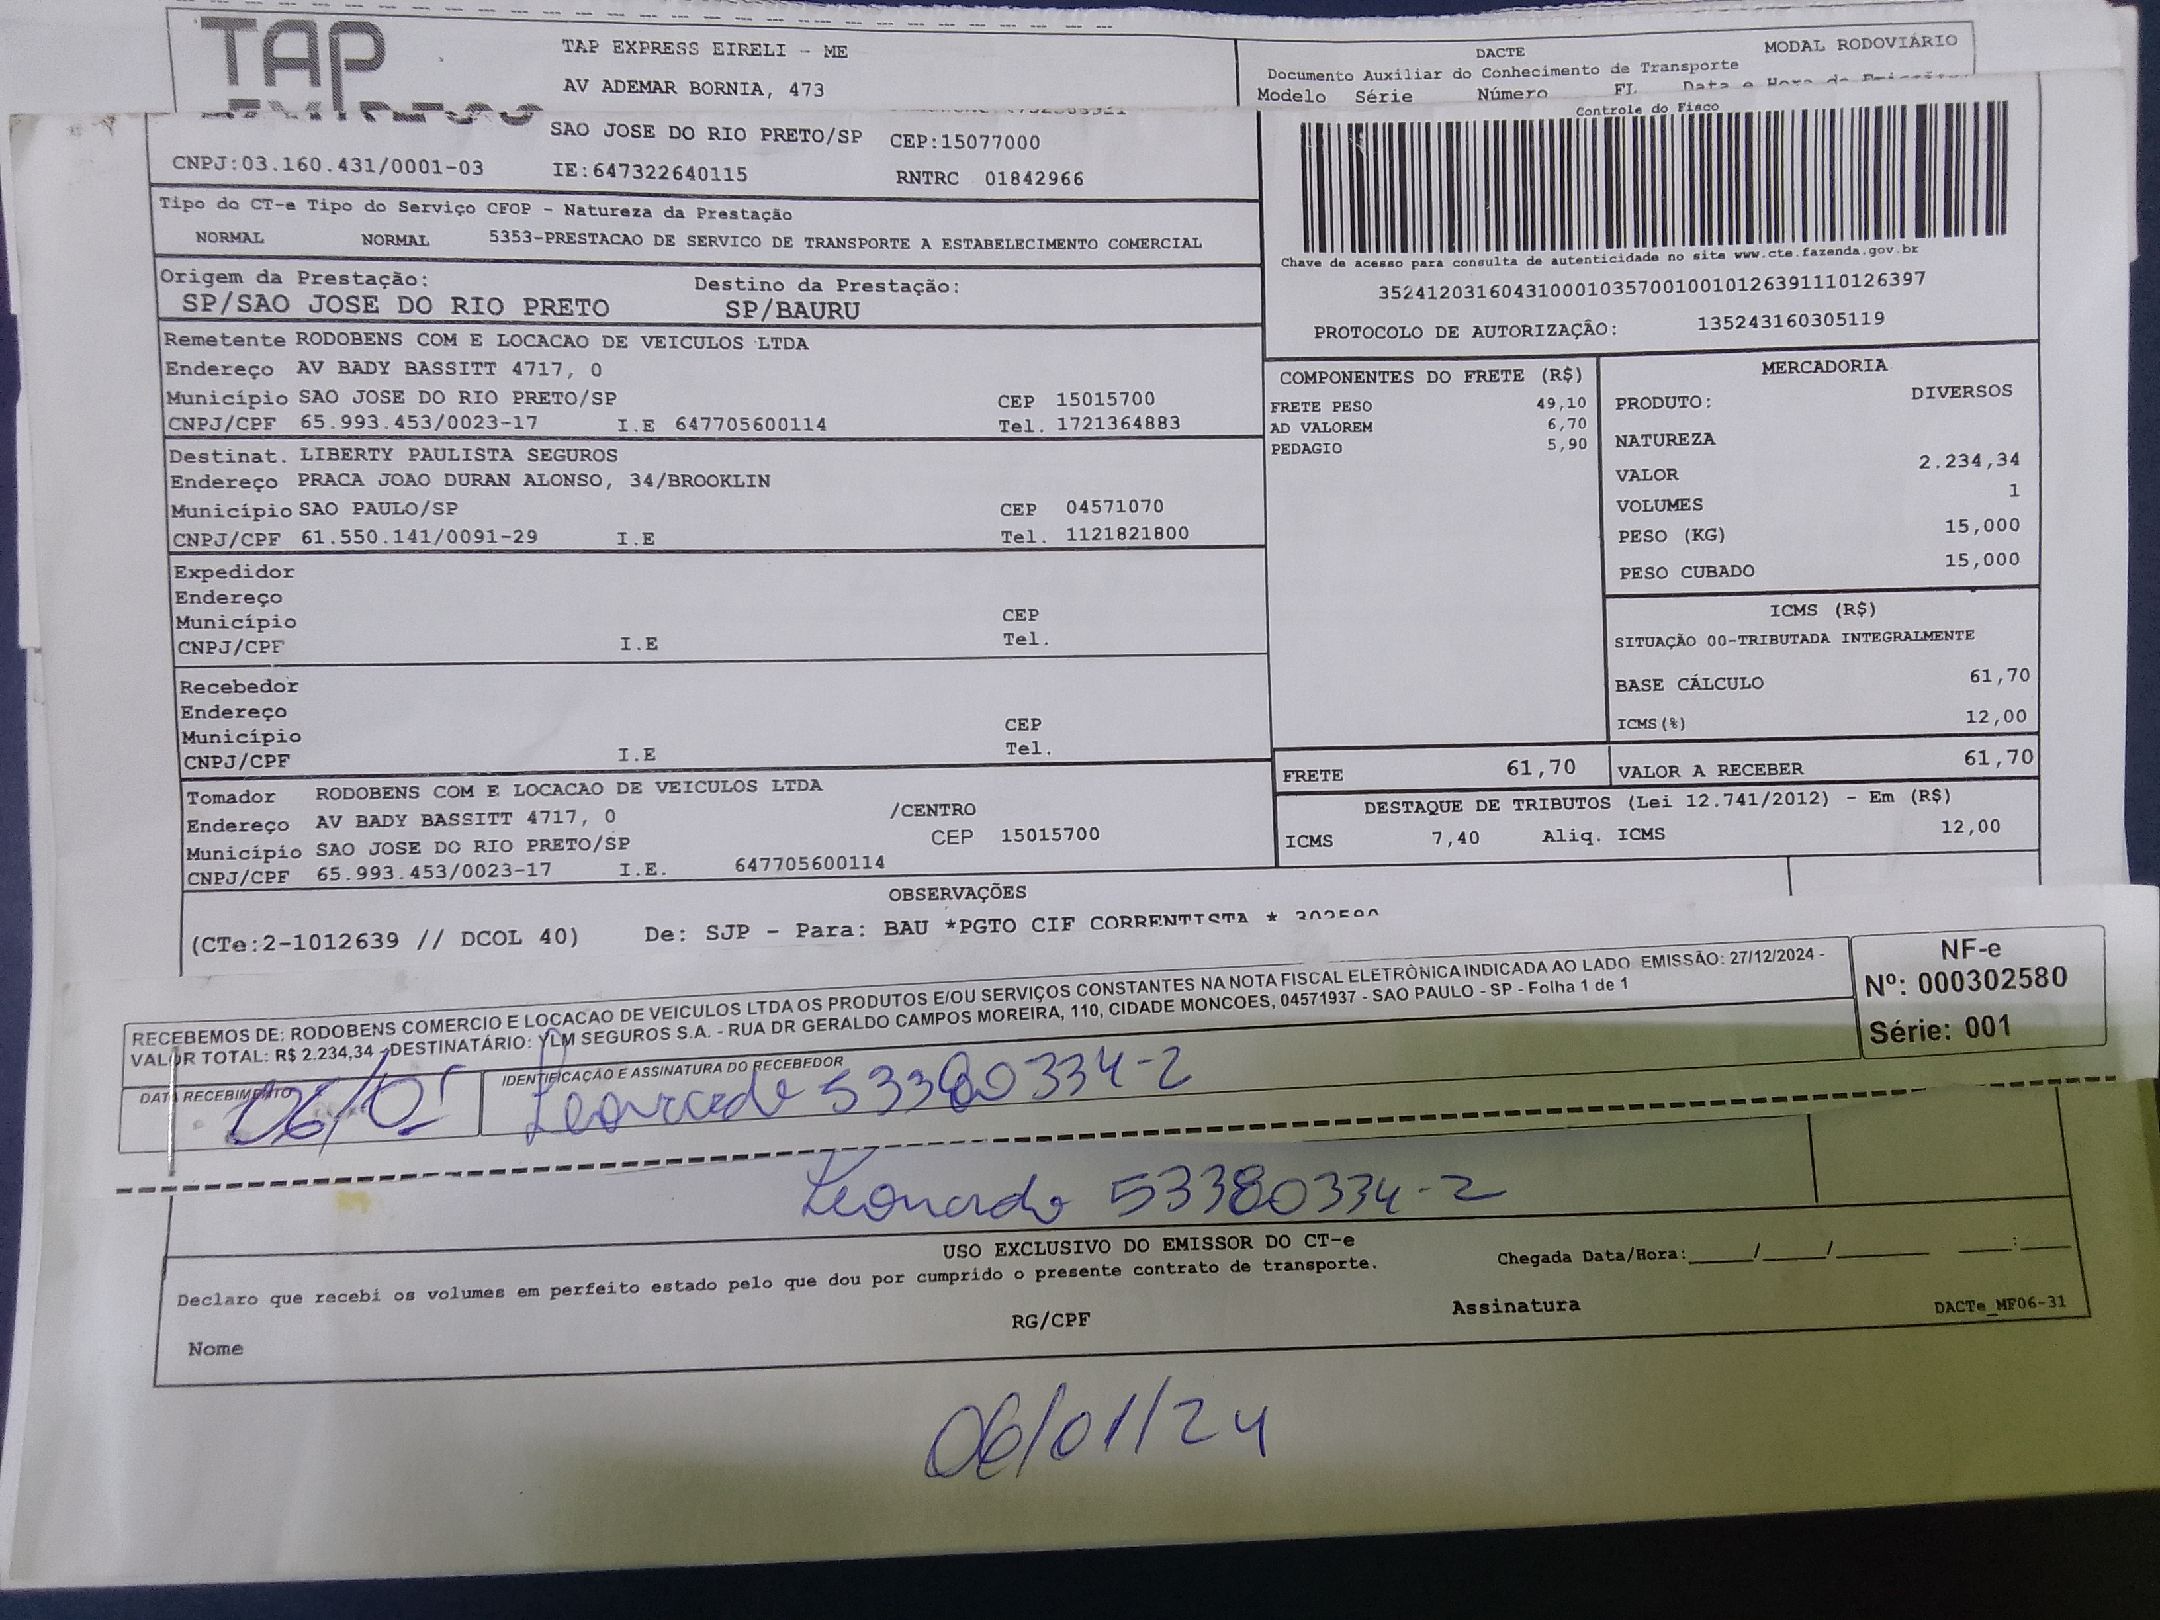 TAP
TAP EXPRESS EIRELI - ME
AV ADEMAR BORNIA, 473
DACTE
MODAL RODOVIÁRIO
Documento Auxiliar do Conhecimento de Transporte
Modelo Série Número FL Data e Hora de
Controle do Fisco
SAO JOSE DO RIO PRETO/SP CEP:15077000
CNPJ:03.160.431/0001-03 IE:647322640115 RNTRC 01842966
Tipo do CT-e Tipo do Serviço CFOP - Natureza da Prestação
NORMAL NORMAL 5353-PRESTACAO DE SERVICO DE TRANSPORTE A ESTABELECIMENTO COMERCIAL
Chave de acesso para consulta de autenticidade no site www.cte.fazenda.gov.br
35241203160431000103570010010126391110126397
PROTOCOLO DE AUTORIZAÇÃO: 135243160305119
Origem da Prestação: Destino da Prestação:
SP/SAO JOSE DO RIO PRETO SP/BAURU
Remetente RODOBENS COM E LOCACAO DE VEICULOS LTDA
Endereço AV BADY BASSITT 4717, 0
Município SAO JOSE DO RIO PRETO/SP CEP 15015700
CNPJ/CPF 65.993.453/0023-17 I.E 647705600114 Tel. 1721364883
Destinat. LIBERTY PAULISTA SEGUROS
Endereço PRACA JOAO DURAN ALONSO, 34/BROOKLIN
Município SAO PAULO/SP CEP 04571070
CNPJ/CPF 61.550.141/0091-29 I.E Tel. 1121821800
Expedidor
Endereço
Município CEP
CNPJ/CPF I.E Tel.
Recebedor
Endereço
Município CEP
CNPJ/CPF I.E Tel.
Tomador RODOBENS COM E LOCACAO DE VEICULOS LTDA
Endereço AV BADY BASSITT 4717, 0 /CENTRO
Município SAO JOSE DO RIO PRETO/SP CEP 15015700
CNPJ/CPF 65.993.453/0023-17 I.E. 647705600114
COMPONENTES DO FRETE (R$)
FRETE PESO 49,10
AD VALOREM 6,70
PEDAGIO 5,90
MERCADORIA
PRODUTO: DIVERSOS
NATUREZA
VALOR 2.234,34
VOLUMES 1
PESO (KG) 15,000
PESO CUBADO 15,000
ICMS (R$)
SITUAÇÃO 00-TRIBUTADA INTEGRALMENTE
BASE CÁLCULO 61,70
ICMS(%) 12,00
FRETE 61,70 VALOR A RECEBER 61,70
DESTAQUE DE TRIBUTOS (Lei 12.741/2012) - Em (R$)
ICMS 7,40 Aliq. ICMS 12,00
OBSERVAÇÕES
(CTe:2-1012639 // DCOL 40) De: SJP - Para: BAU *PGTO CIF CORRENTISTA * 302580
RECEBEMOS DE: RODOBENS COMERCIO E LOCACAO DE VEICULOS LTDA OS PRODUTOS E/OU SERVIÇOS CONSTANTES NA NOTA FISCAL ELETRÔNICA INDICADA AO LADO EMISSÃO: 27/12/2024 -
VALOR TOTAL: R$ 2.234,34 - DESTINATÁRIO: YLM SEGUROS S.A. - RUA DR GERALDO CAMPOS MOREIRA, 110, CIDADE MONCOES, 04571937 - SAO PAULO - SP - Folha 1 de 1
NF-e
Nº: 000302580
Série: 001
DATA RECEBIMENTO IDENTIFICAÇÃO E ASSINATURA DO RECEBEDOR
06/01 Leonardo 53380334-2
Leonardo 53380334-2
USO EXCLUSIVO DO EMISSOR DO CT-e
Declaro que recebi os volumes em perfeito estado pelo que dou por cumprido o presente contrato de transporte. Chegada Data/Hora:____/____/______ ____:____
Nome RG/CPF Assinatura DACTe_MF06-31
06/01/24